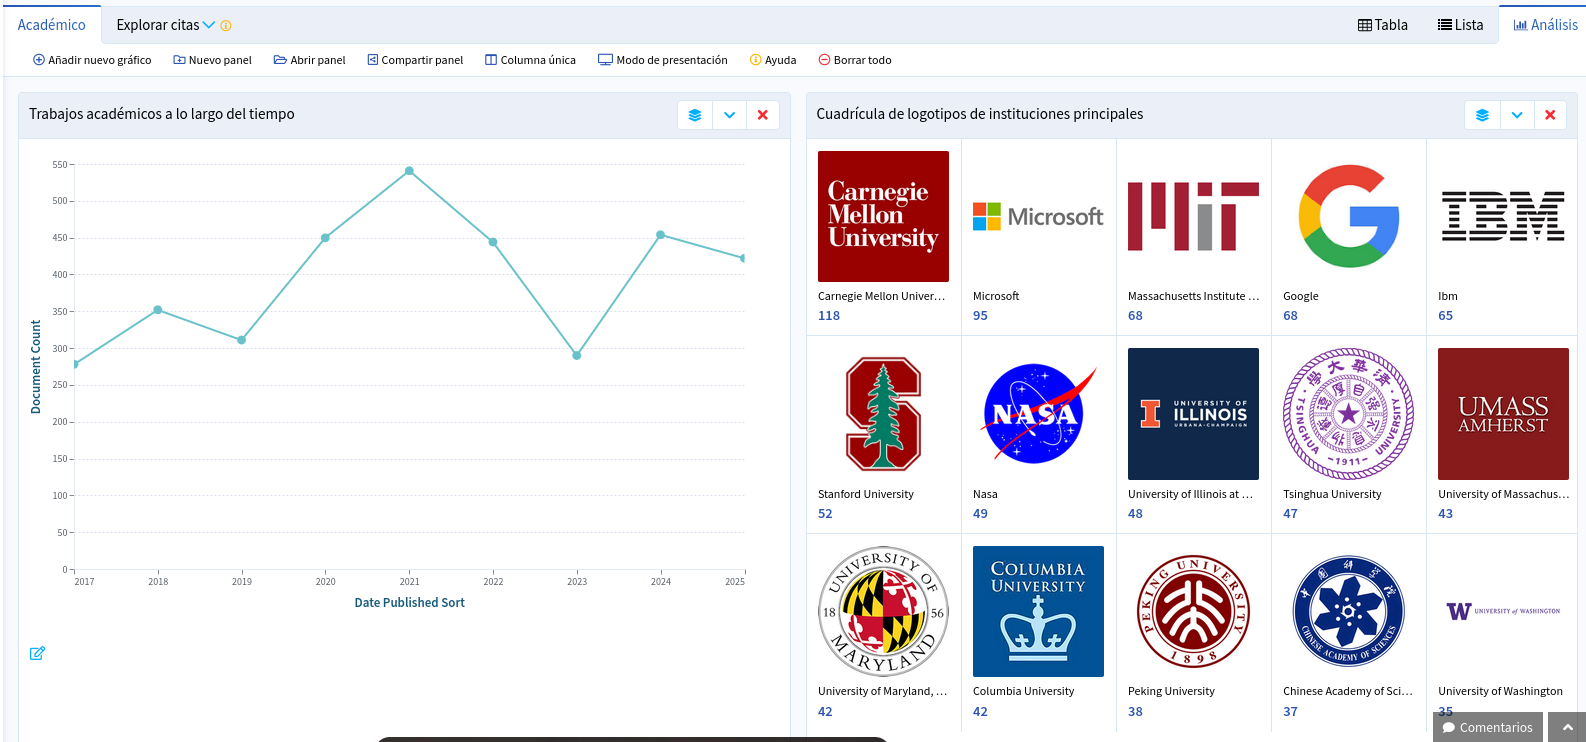 Académico
Explorar citas
Tabla
Lista
Análisis
Añadir nuevo gráfico
Nuevo panel
Abrir panel
Compartir panel
Columna única
Modo de presentación
Ayuda
Borrar todo
Trabajos académicos a lo largo del tiempo
550
500
450
400
350
300
250
200
150
100
50
0
Document Count
2017 2018 2019 2020 2021 2022 2023 2024 2025
Date Published Sort
Cuadrícula de logotipos de instituciones principales
Carnegie
Mellon
University
Microsoft
MIT
G
IBM
Carnegie Mellon Univer...
Microsoft
Massachusetts Institute ...
Google
Ibm
118
95
68
68
65
S
NASA
I
UNIVERSITY OF
ILLINOIS
URBANA-CHAMPAIGN
TSINGHUA UNIVERSITY
-1911-
UMASS
AMHERST
Stanford University
Nasa
University of Illinois at ...
Tsinghua University
University of Massachus...
52
49
48
47
43
UNIVERSITY OF
18 56
MARYLAND
COLUMBIA
UNIVERSITY
PEKING UNIVERSITY
1898
中国科学院
CHINESE ACADEMY OF SCIENCES
W UNIVERSITY of WASHINGTON
University of Maryland, ...
Columbia University
Peking University
Chinese Academy of Sci...
University of Washington
42
42
38
37
35
Comentarios